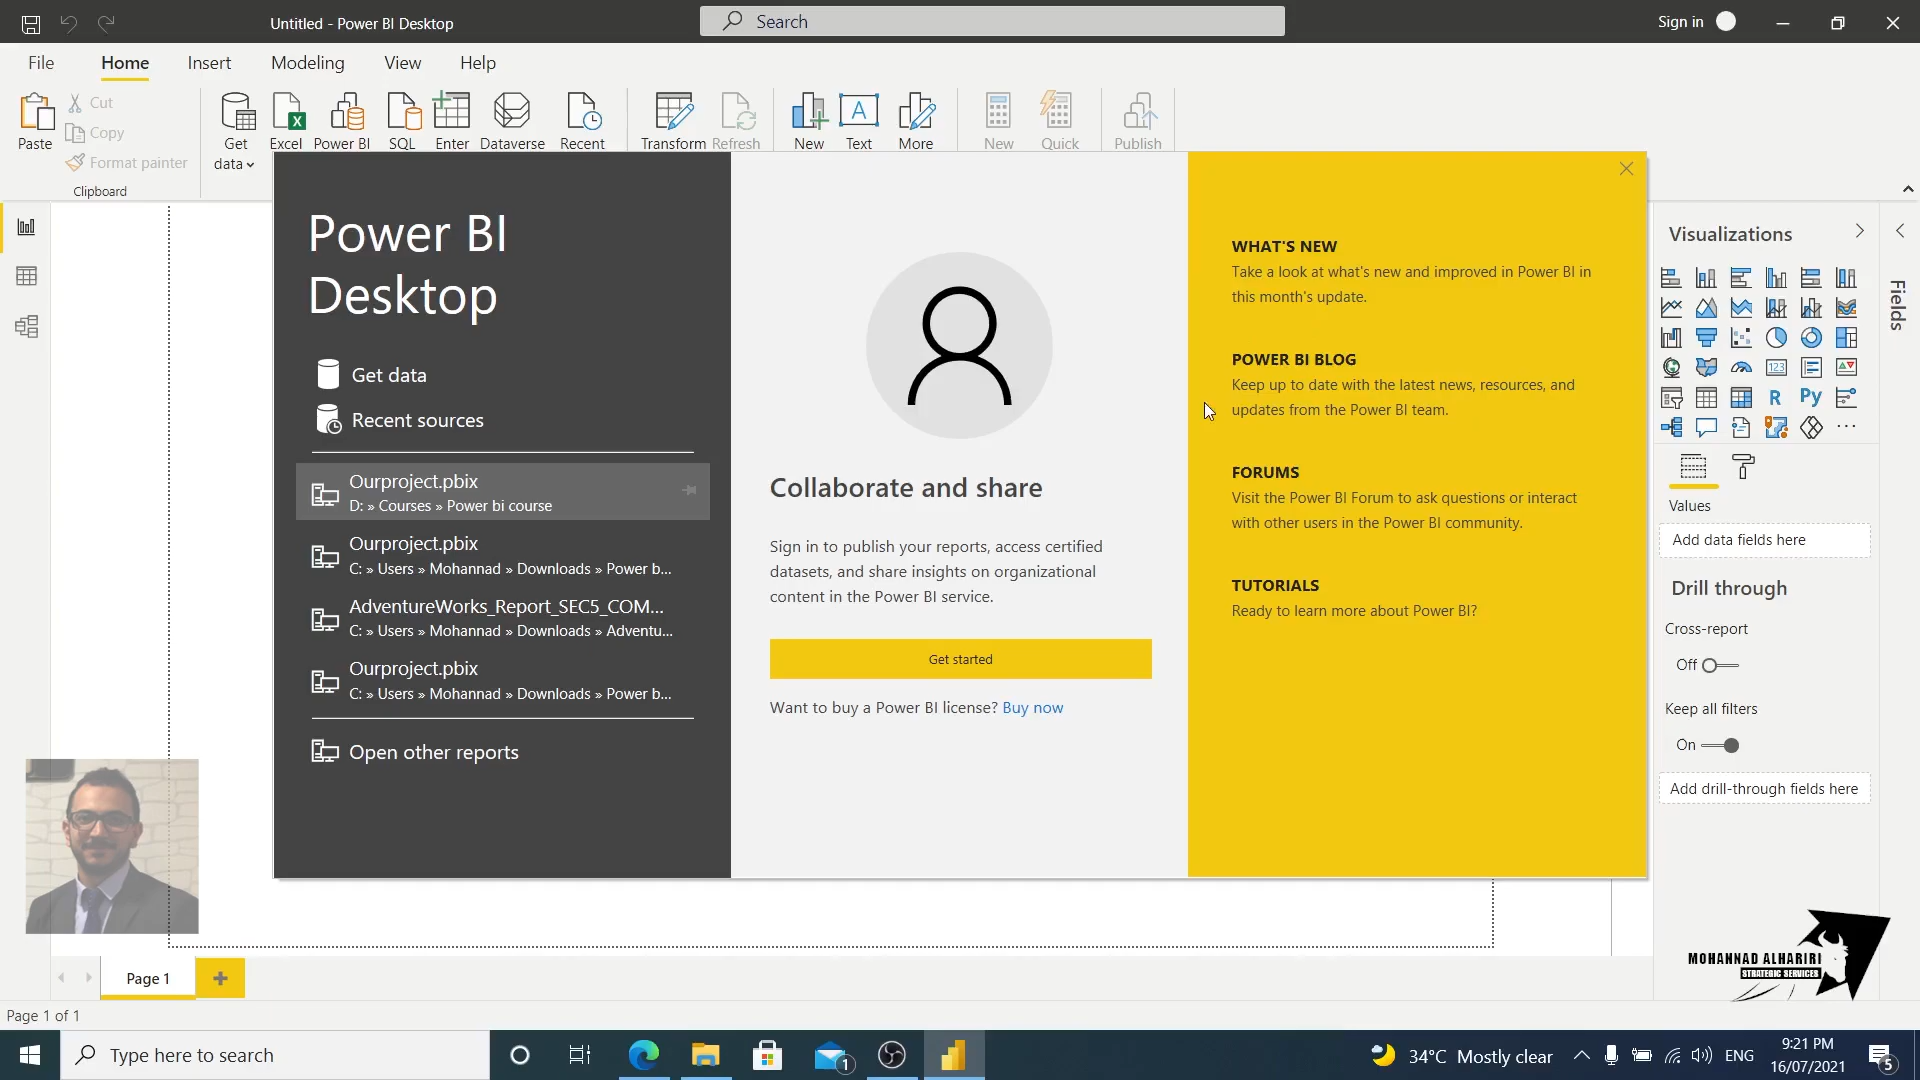 Untitled - Power BI Desktop
Search
Sign in
File
Home
Insert
Modeling
View
Help
Paste
Cut
Copy
Format painter
Clipboard
Get data
Excel
Power BI
SQL
Enter
Dataverse
Recent
Transform
Refresh
New
Text
More
New
Quick
Publish
Power BI
Desktop
Get data
Recent sources
Ourproject.pbix
D: » Courses » Power bi course
Ourproject.pbix
C: » Users » Mohannad » Downloads » Power b...
AdventureWorks_Report_SEC5_COM...
C: » Users » Mohannad » Downloads » Adventu...
Ourproject.pbix
C: » Users » Mohannad » Downloads » Power b...
Open other reports
Collaborate and share
Sign in to publish your reports, access certified
datasets, and share insights on organizational
content in the Power BI service.
Get started
Want to buy a Power BI license? Buy now
WHAT'S NEW
Take a look at what's new and improved in Power BI in
this month's update.
POWER BI BLOG
Keep up to date with the latest news, resources, and
updates from the Power BI team.
FORUMS
Visit the Power BI Forum to ask questions or interact
with other users in the Power BI community.
TUTORIALS
Ready to learn more about Power BI?
Visualizations
123
R
Py
Values
Add data fields here
Drill through
Cross-report
Off
Keep all filters
On
Add drill-through fields here
Fields
MOHANNAD ALHARIRI
STRATEGIC SERVICES
Page 1
Page 1 of 1
Type here to search
1
34°C Mostly clear
ENG
9:21 PM
16/07/2021
5